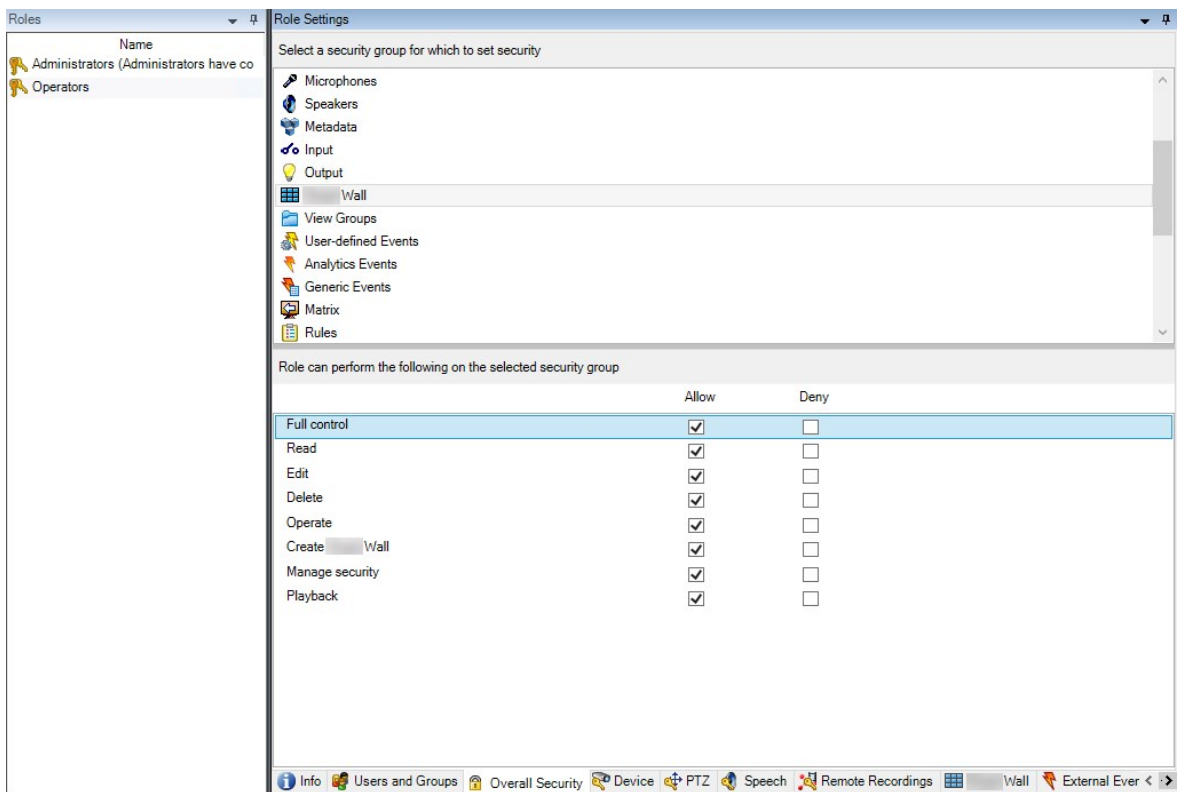 Roles
Name
Administrators (Administrators have co
Operators
Role Settings
Select a security group for which to set security
Microphones
Speakers
Metadata
Input
Output
Wall
View Groups
User-defined Events
Analytics Events
Generic Events
Matrix
Rules
Role can perform the following on the selected security group
Allow Deny
Full control
Read
Edit
Delete
Operate
Create Wall
Manage security
Playback
Info Users and Groups Overall Security Device PTZ Speech Remote Recordings Wall External Ever